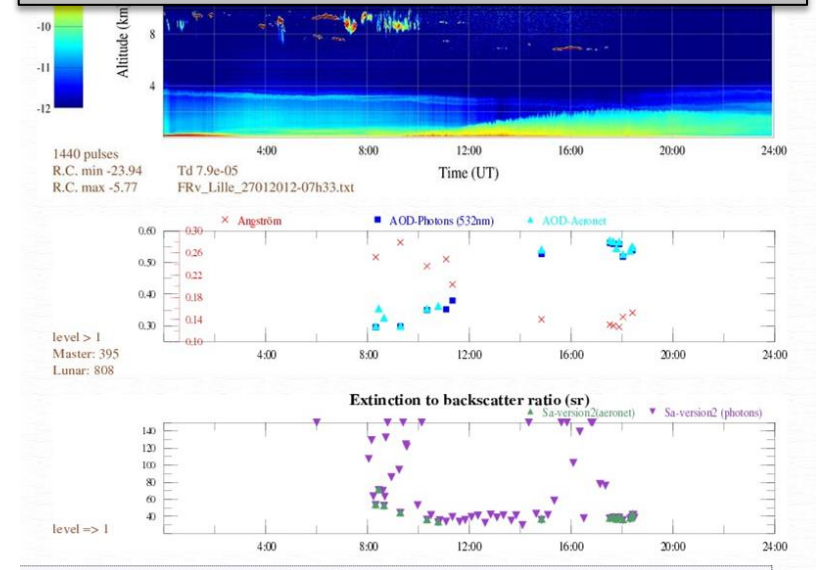 -10
-11
-12
Altitude (km
8
4
4:00 8:00 12:00 16:00 20:00 24:00
Time (UT)
1440 pulses
R.C. min -23.94 Td 7.9e-05
R.C. max -5.77 FRv_Lille_27012012-07h33.txt
Angström AOD-Photons (532nm) AOD-Aeronet
0.60 0.30
0.26
0.50
0.22
0.40 0.18
0.14
0.30
0.10
level > 1
Master: 395
Lunar: 808
4:00 8:00 12:00 16:00 20:00 24:00
Extinction to backscatter ratio (sr)
Sa-version2(aeronet) Sa-version2 (photons)
140
120
100
80
60
40
level => 1
4:00 8:00 12:00 16:00 20:00 24:00